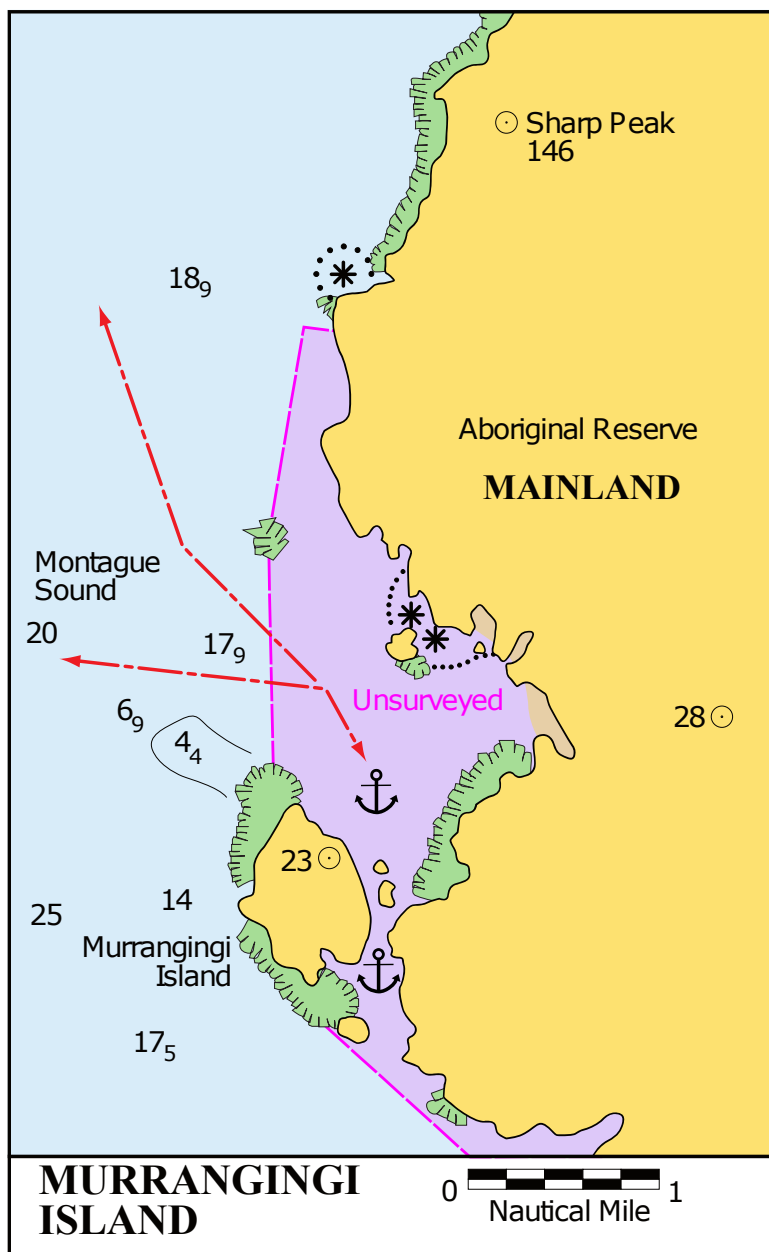 Sharp Peak
146
18₉
Aboriginal Reserve
MAINLAND
Montague
Sound
20
17₉
Unsurveyed
6₉
4₄
28
23
14
25
Murrangingi
Island
17₅
MURRANGINGI
ISLAND
0 1
Nautical Mile